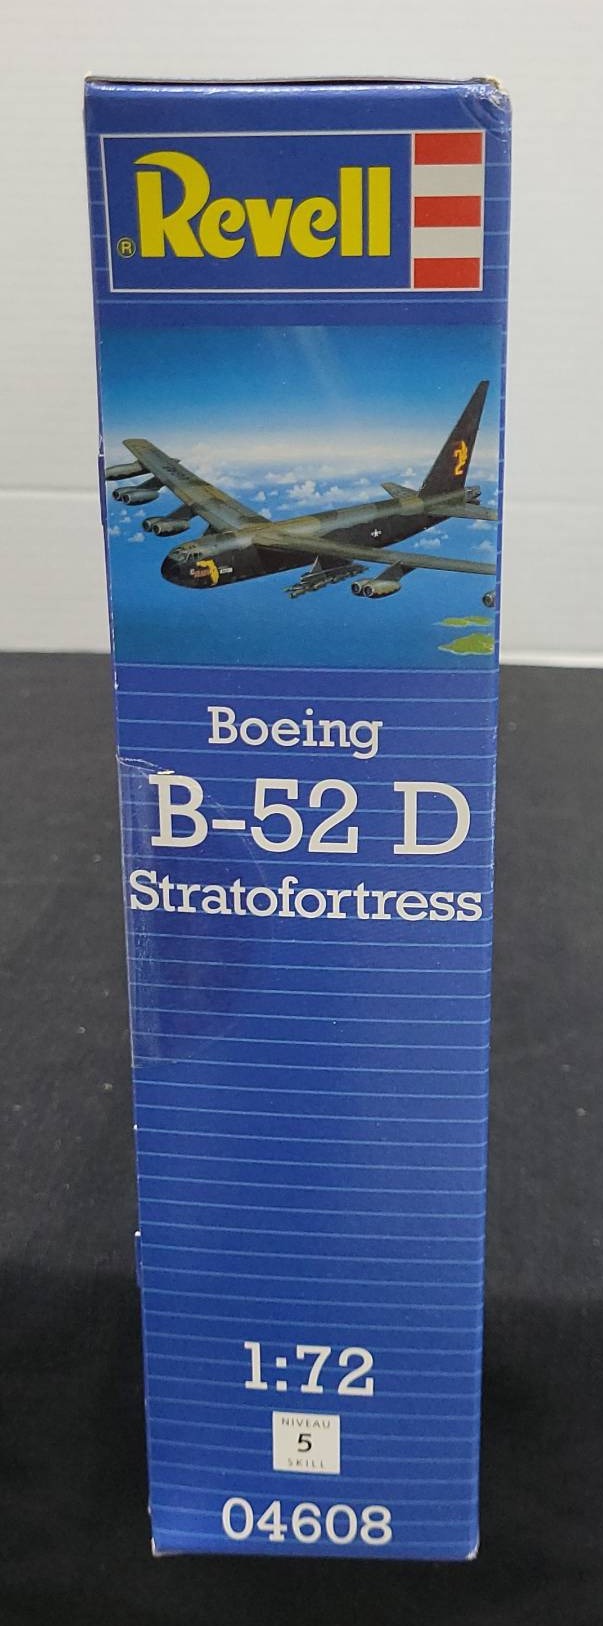 ® Revell
Boeing
B-52 D
Stratofortress
1:72
NIVEAU
5
SKILL
04608